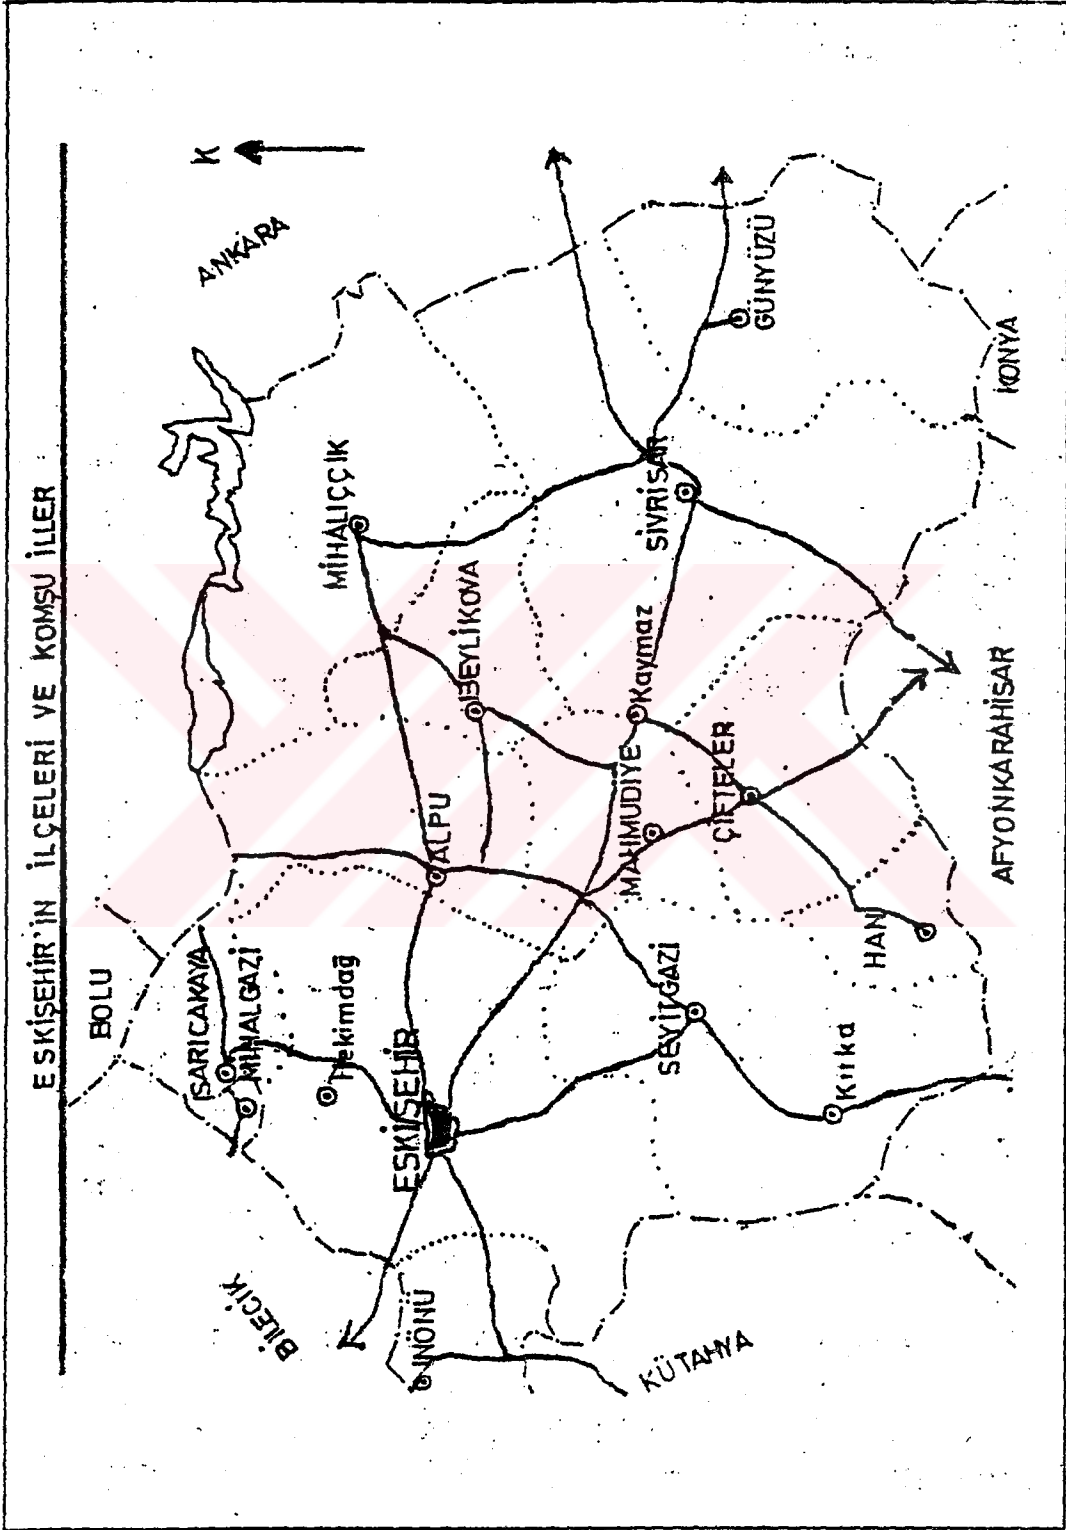 ESKİŞEHİR'İN İLÇELERİ VE KOMŞU İLLER
K
BOLU
ANKARA
SARICAKAYA
MİHALGAZİ
BİLECİK
Hekimdağ
MİHALIÇÇIK
ESKİŞEHİR
İNÖNÜ
ALPU
BEYLİKOVA
Kaymaz
SİVRİSAR
MAHMUDİYE
SEYİTGAZİ
ÇİFTELER
GÜNYÜZÜ
KÜTAHYA
Kırka
HAN
AFYONKARAHİSAR
KONYA